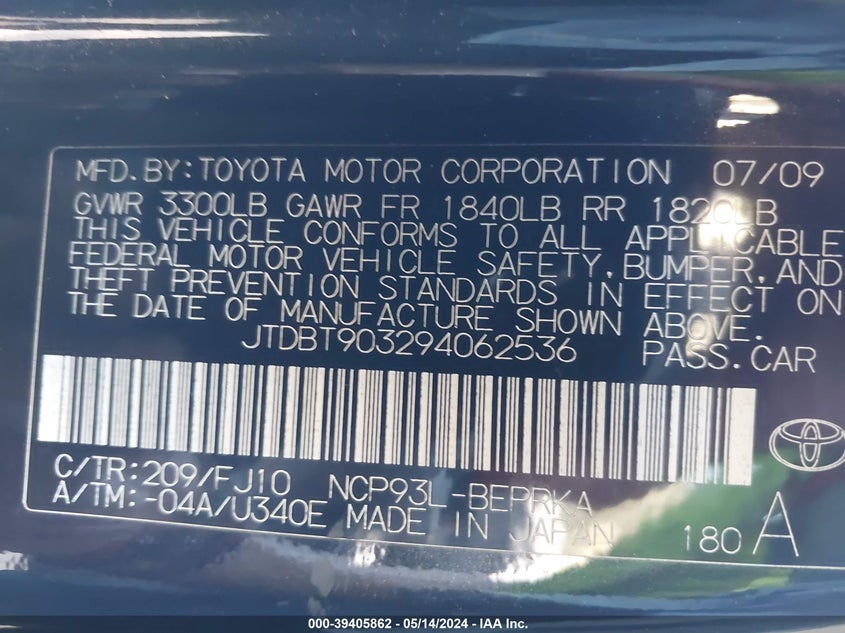 MFD.BY:TOYOTA MOTOR CORPORATION 07/09
GVWR 3300LB GAWR FR 1840LB RR 1820LB
THIS VEHICLE CONFORMS TO ALL APPLICABLE
FEDERAL MOTOR VEHICLE SAFETY, BUMPER, AND
THEFT PREVENTION STANDARDS IN EFFECT ON
THE DATE OF MANUFACTURE SHOWN ABOVE.
JTDBT903294062536 PASS.CAR
C/TR:209/FJ10 NCP93L-BEPRKA
A/TM:-04A/U340E MADE IN JAPAN 180 A
000-39405862 - 05/14/2024 - IAA Inc.